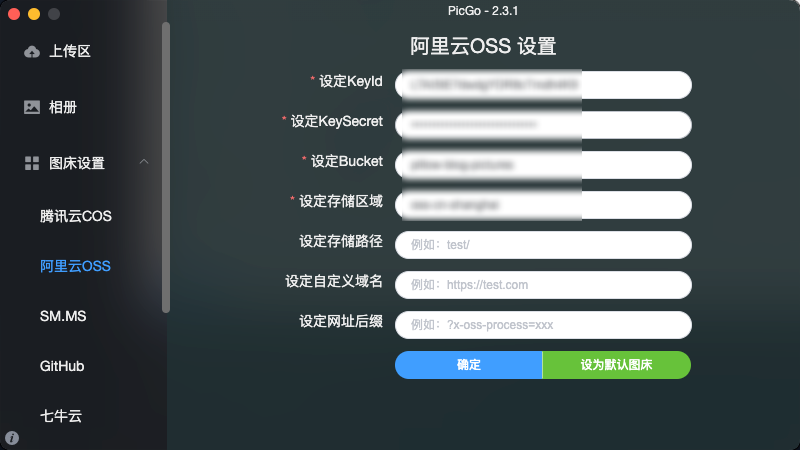 PicGo - 2.3.1
上传区
相册
图床设置
腾讯云COS
阿里云OSS
SM.MS
GitHub
七牛云
阿里云OSS 设置
* 设定KeyId
* 设定KeySecret
* 设定Bucket
* 设定存储区域
设定存储路径 例如：test/
设定自定义域名 例如：https://test.com
设定网址后缀 例如：?x-oss-process=xxx
确定 设为默认图床